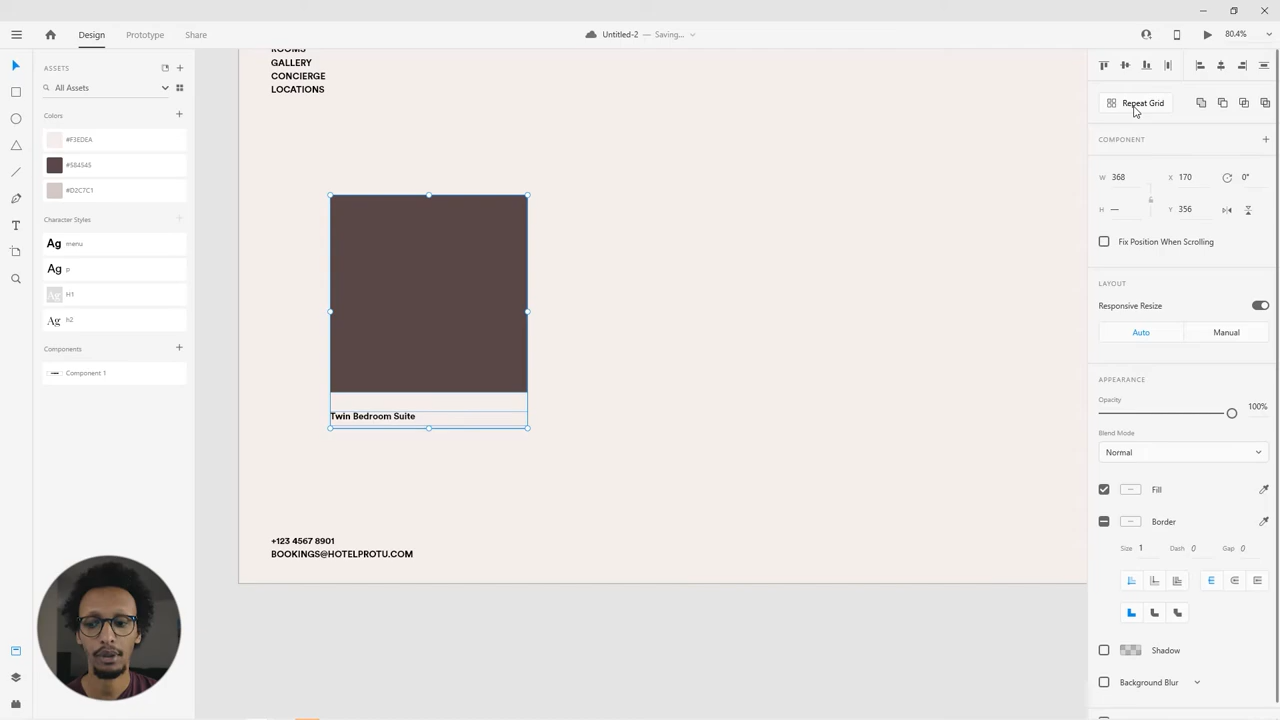 Design
Prototype
Share
Untitled-2 — Saving...
80.4%
ASSETS
All Assets
Colors
#F3EDEA
#584545
#D2C7C1
Character Styles
Ag menu
Ag p
Ag H1
Ag h2
Components
Component 1
ROOMS
GALLERY
CONCIERGE
LOCATIONS
Twin Bedroom Suite
+123 4567 8901
BOOKINGS@HOTELPROTU.COM
Repeat Grid
COMPONENT
W 368 X 170 0°
H — Y 356
Fix Position When Scrolling
LAYOUT
Responsive Resize
Auto Manual
APPEARANCE
Opacity
100%
Blend Mode
Normal
Fill
Border
Size 1 Dash 0 Gap 0
Shadow
Background Blur